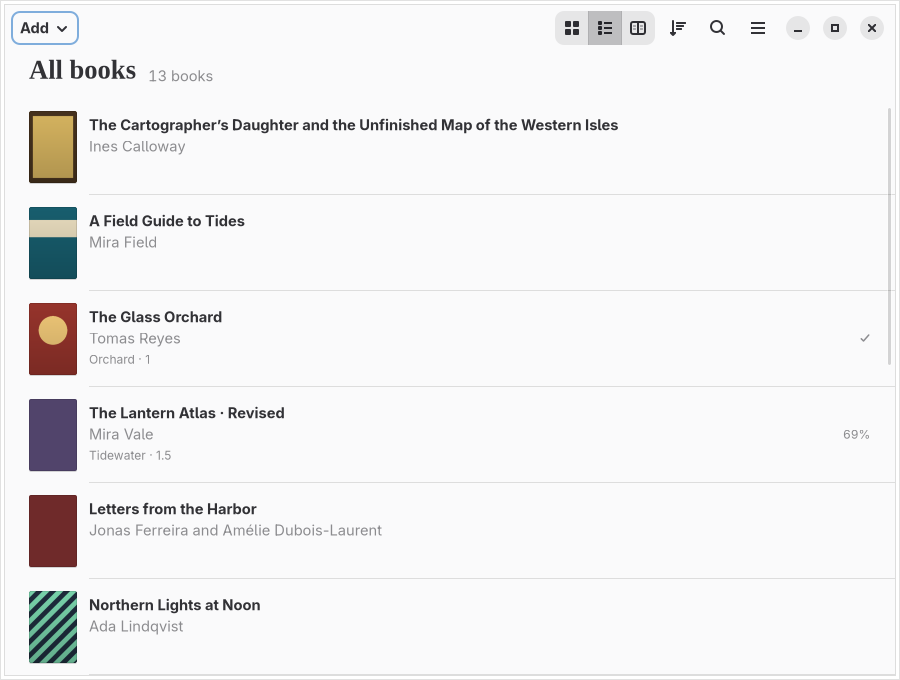 Add
All books
13 books
The Cartographer’s Daughter and the Unfinished Map of the Western Isles
Ines Calloway
A Field Guide to Tides
Mira Field
The Glass Orchard
Tomas Reyes
Orchard · 1
The Lantern Atlas · Revised
Mira Vale
69%
Tidewater · 1.5
Letters from the Harbor
Jonas Ferreira and Amélie Dubois-Laurent
Northern Lights at Noon
Ada Lindqvist